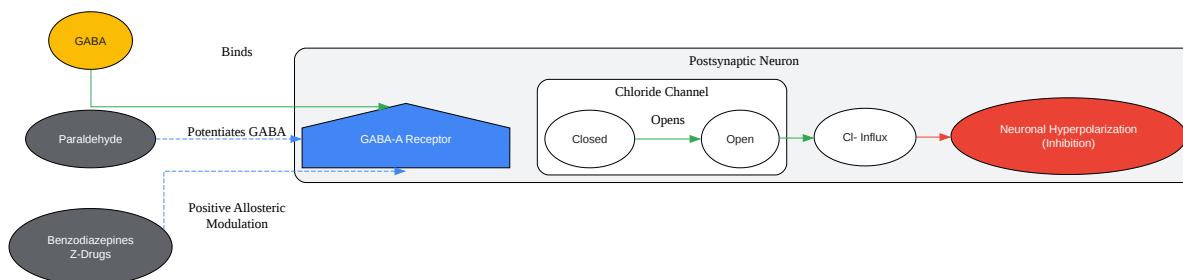 GABA
Binds
Postsynaptic Neuron
Chloride Channel
Paraldehyde
Potentiates GABA
GABA-A Receptor
Closed
Opens
Open
Cl- Influx
Neuronal Hyperpolarization
(Inhibition)
Positive Allosteric
Modulation
Benzodiazepines
Z-Drugs